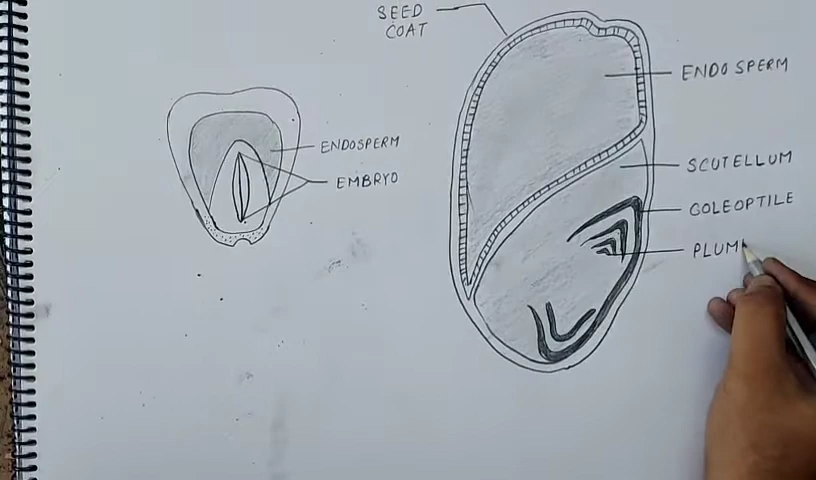 SEED
COAT
ENDOSPERM
ENDOSPERM
EMBRYO
SCUTELLUM
COLEOPTILE
PLUM